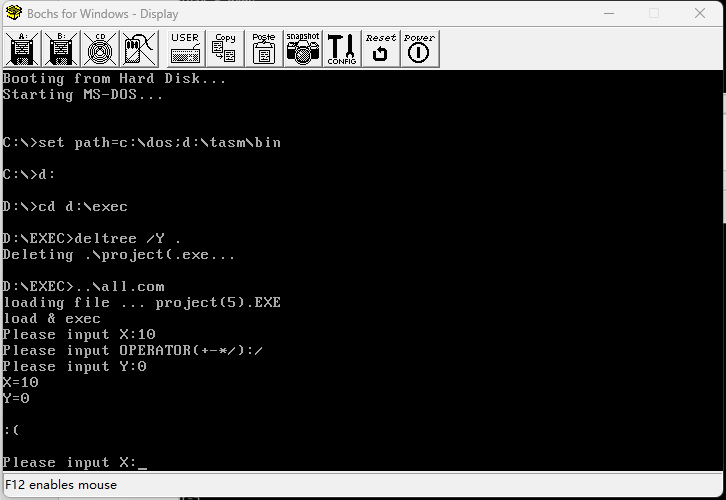 Bochs for Windows - Display
A: B: CD USER Copy Paste snapshot CONFIG Reset Power
Booting from Hard Disk...
Starting MS-DOS...
C:\>set path=c:\dos;d:\tasm\bin
C:\>d:
D:\>cd d:\exec
D:\EXEC>deltree /Y .
Deleting .\project(.exe...
D:\EXEC>..\all.com
loading file ... project(5).EXE
load & exec
Please input X:10
Please input OPERATOR(+-*/):/
Please input Y:0
X=10
Y=0
:(
Please input X:_
F12 enables mouse